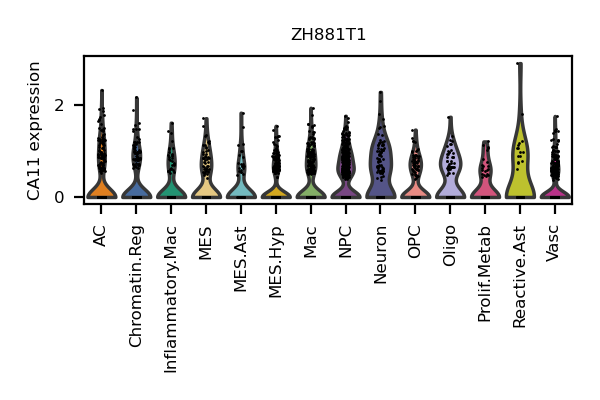 ZH881T1
CA11 expression
2
0
AC
Chromatin.Reg
Inflammatory.Mac
MES
MES.Ast
MES.Hyp
Mac
NPC
Neuron
OPC
Oligo
Prolif.Metab
Reactive.Ast
Vasc